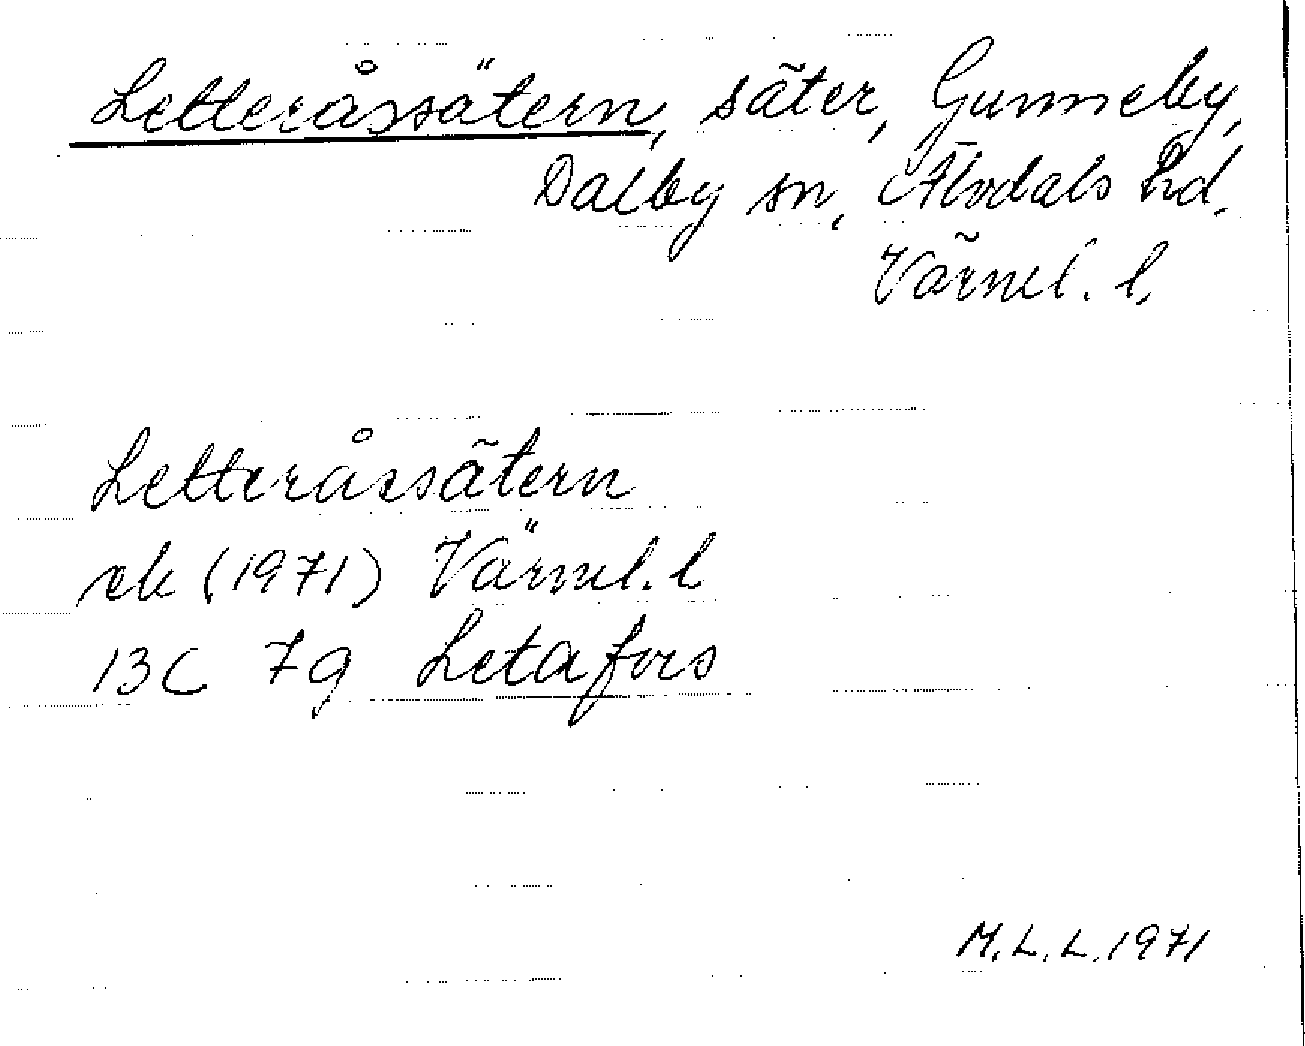 Letteråssätern, säter, Gunneby,
Dalby sn, Älvdals hd,
Värml. l.
Letteråssätern
ek (1971) Värml. l
13C 7g Letafors
M.L.L. 1971